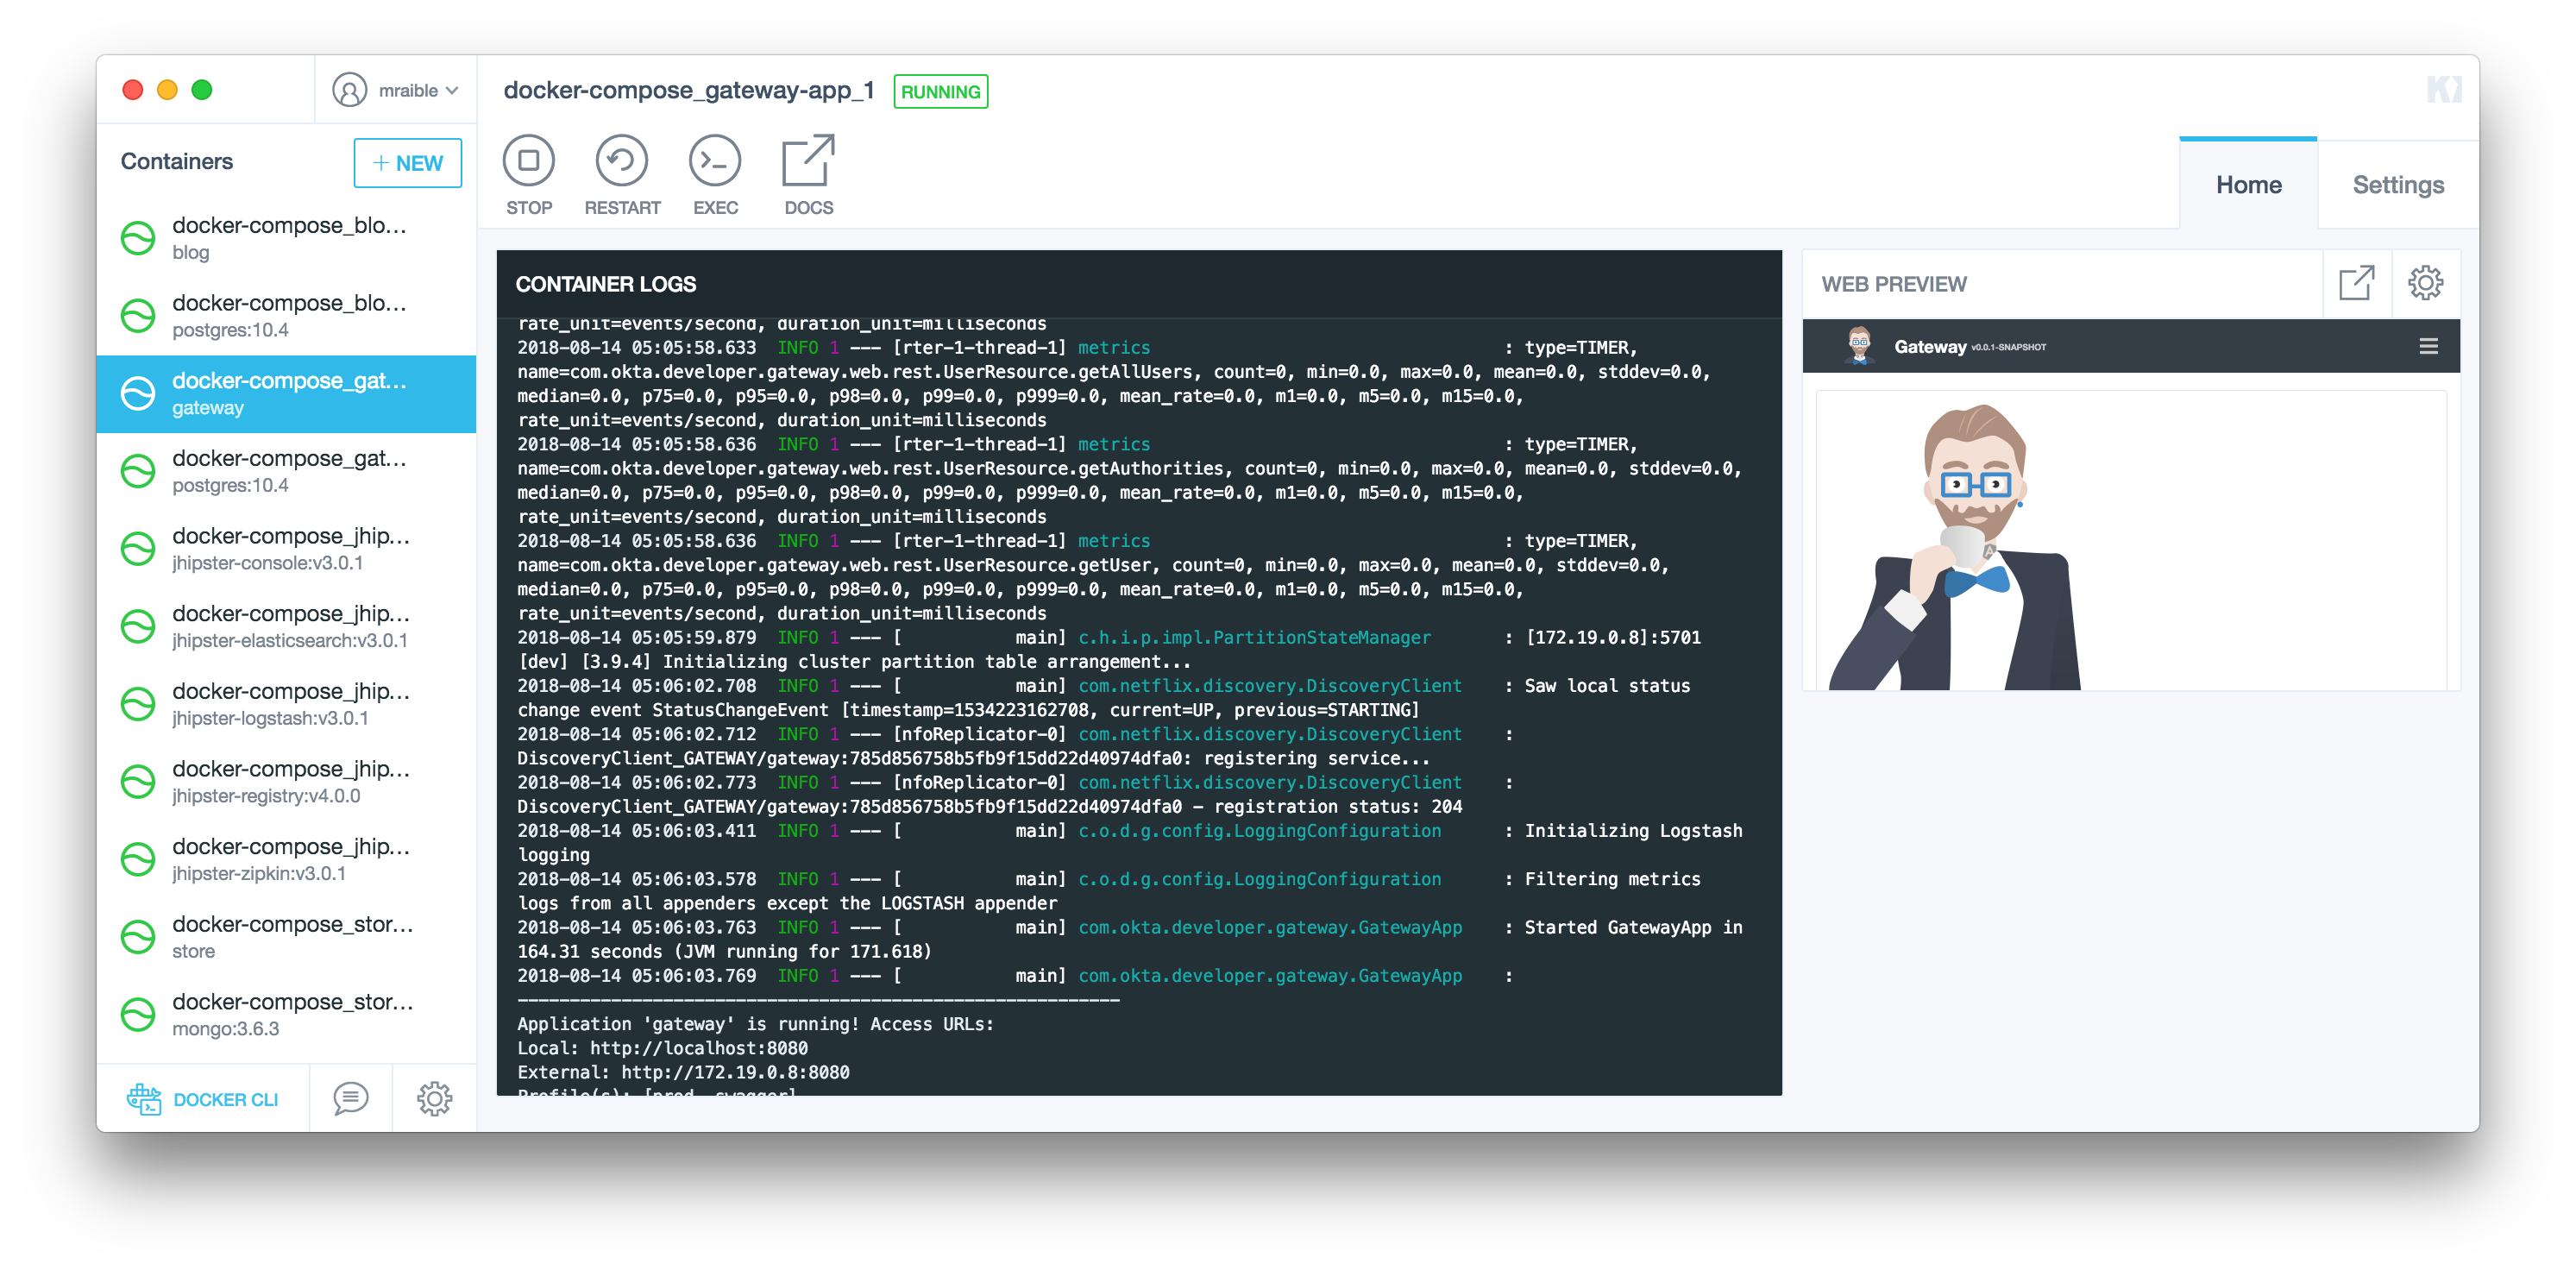 mraible
docker-compose_gateway-app_1 RUNNING
Containers
+ NEW
STOP RESTART EXEC DOCS
Home Settings
docker-compose_blo...
blog
docker-compose_blo...
postgres:10.4
docker-compose_gat...
gateway
docker-compose_gat...
postgres:10.4
docker-compose_jhip...
jhipster-console:v3.0.1
docker-compose_jhip...
jhipster-elasticsearch:v3.0.1
docker-compose_jhip...
jhipster-logstash:v3.0.1
docker-compose_jhip...
jhipster-registry:v4.0.0
docker-compose_jhip...
jhipster-zipkin:v3.0.1
docker-compose_stor...
store
docker-compose_stor...
mongo:3.6.3
DOCKER CLI
CONTAINER LOGS
rate_unit=events/second, duration_unit=milliseconds
2018-08-14 05:05:58.633 INFO 1 --- [rter-1-thread-1] metrics : type=TIMER,
name=com.okta.developer.gateway.web.rest.UserResource.getAllUsers, count=0, min=0.0, max=0.0, mean=0.0, stddev=0.0,
median=0.0, p75=0.0, p95=0.0, p98=0.0, p99=0.0, p999=0.0, mean_rate=0.0, m1=0.0, m5=0.0, m15=0.0,
rate_unit=events/second, duration_unit=milliseconds
2018-08-14 05:05:58.636 INFO 1 --- [rter-1-thread-1] metrics : type=TIMER,
name=com.okta.developer.gateway.web.rest.UserResource.getAuthorities, count=0, min=0.0, max=0.0, mean=0.0, stddev=0.0,
median=0.0, p75=0.0, p95=0.0, p98=0.0, p99=0.0, p999=0.0, mean_rate=0.0, m1=0.0, m5=0.0, m15=0.0,
rate_unit=events/second, duration_unit=milliseconds
2018-08-14 05:05:58.636 INFO 1 --- [rter-1-thread-1] metrics : type=TIMER,
name=com.okta.developer.gateway.web.rest.UserResource.getUser, count=0, min=0.0, max=0.0, mean=0.0, stddev=0.0,
median=0.0, p75=0.0, p95=0.0, p98=0.0, p99=0.0, p999=0.0, mean_rate=0.0, m1=0.0, m5=0.0, m15=0.0,
rate_unit=events/second, duration_unit=milliseconds
2018-08-14 05:05:59.879 INFO 1 --- [ main] c.h.i.p.impl.PartitionStateManager : [172.19.0.8]:5701
[dev] [3.9.4] Initializing cluster partition table arrangement...
2018-08-14 05:06:02.708 INFO 1 --- [ main] com.netflix.discovery.DiscoveryClient : Saw local status
change event StatusChangeEvent [timestamp=1534223162708, current=UP, previous=STARTING]
2018-08-14 05:06:02.712 INFO 1 --- [nfoReplicator-0] com.netflix.discovery.DiscoveryClient :
DiscoveryClient_GATEWAY/gateway:785d856758b5fb9f15dd22d40974dfa0: registering service...
2018-08-14 05:06:02.773 INFO 1 --- [nfoReplicator-0] com.netflix.discovery.DiscoveryClient :
DiscoveryClient_GATEWAY/gateway:785d856758b5fb9f15dd22d40974dfa0 - registration status: 204
2018-08-14 05:06:03.411 INFO 1 --- [ main] c.o.d.g.config.LoggingConfiguration : Initializing Logstash
logging
2018-08-14 05:06:03.578 INFO 1 --- [ main] c.o.d.g.config.LoggingConfiguration : Filtering metrics
logs from all appenders except the LOGSTASH appender
2018-08-14 05:06:03.763 INFO 1 --- [ main] com.okta.developer.gateway.GatewayApp : Started GatewayApp in
164.31 seconds (JVM running for 171.618)
2018-08-14 05:06:03.769 INFO 1 --- [ main] com.okta.developer.gateway.GatewayApp :
----------------------------------------------------------
Application 'gateway' is running! Access URLs:
Local: http://localhost:8080
External: http://172.19.0.8:8080
Profile(s): [prod, swagger]
WEB PREVIEW
Gateway v0.0.1-SNAPSHOT
A